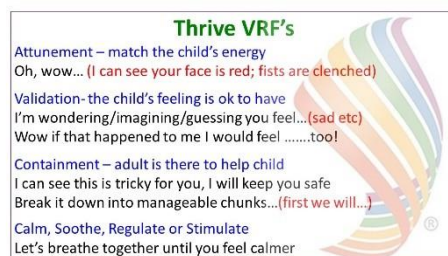 Thrive VRF's
Attunement – match the child's energy
Oh, wow... (I can see your face is red; fists are clenched)
Validation- the child's feeling is ok to have
I'm wondering/imagining/guessing you feel...(sad etc)
Wow if that happened to me I would feel .......too!
Containment – adult is there to help child
I can see this is tricky for you, I will keep you safe
Break it down into manageable chunks...(first we will...)
Calm, Soothe, Regulate or Stimulate
Let's breathe together until you feel calmer
®